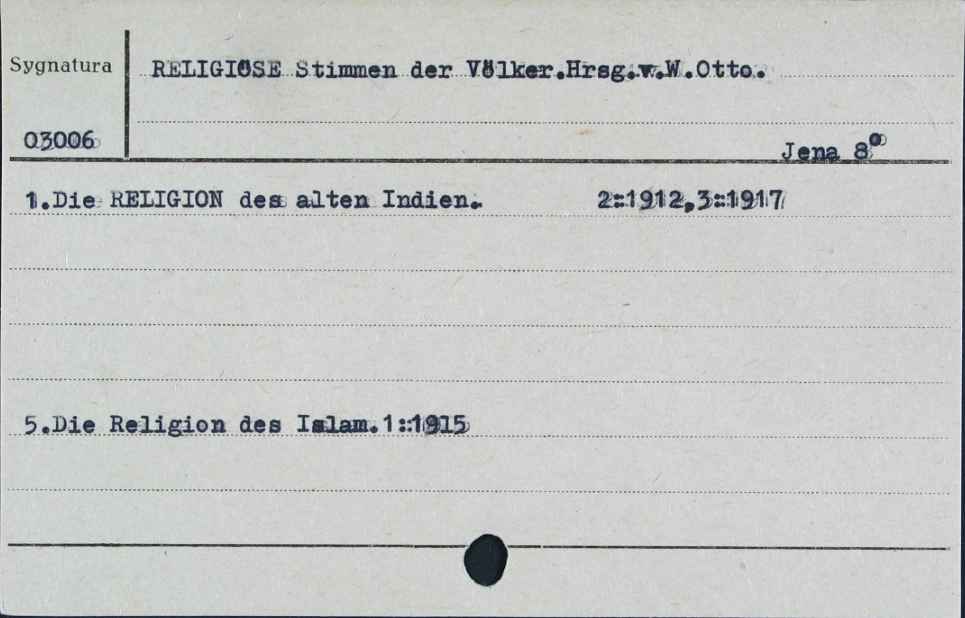 Sygnatura
RELIGIÖSE Stimmen der Völker.Hrsg.v.W.Otto.
03006
Jena 8°
1.Die RELIGION des alten Indien. 2:1912,3:1917
5.Die Religion des Islam.1:1915